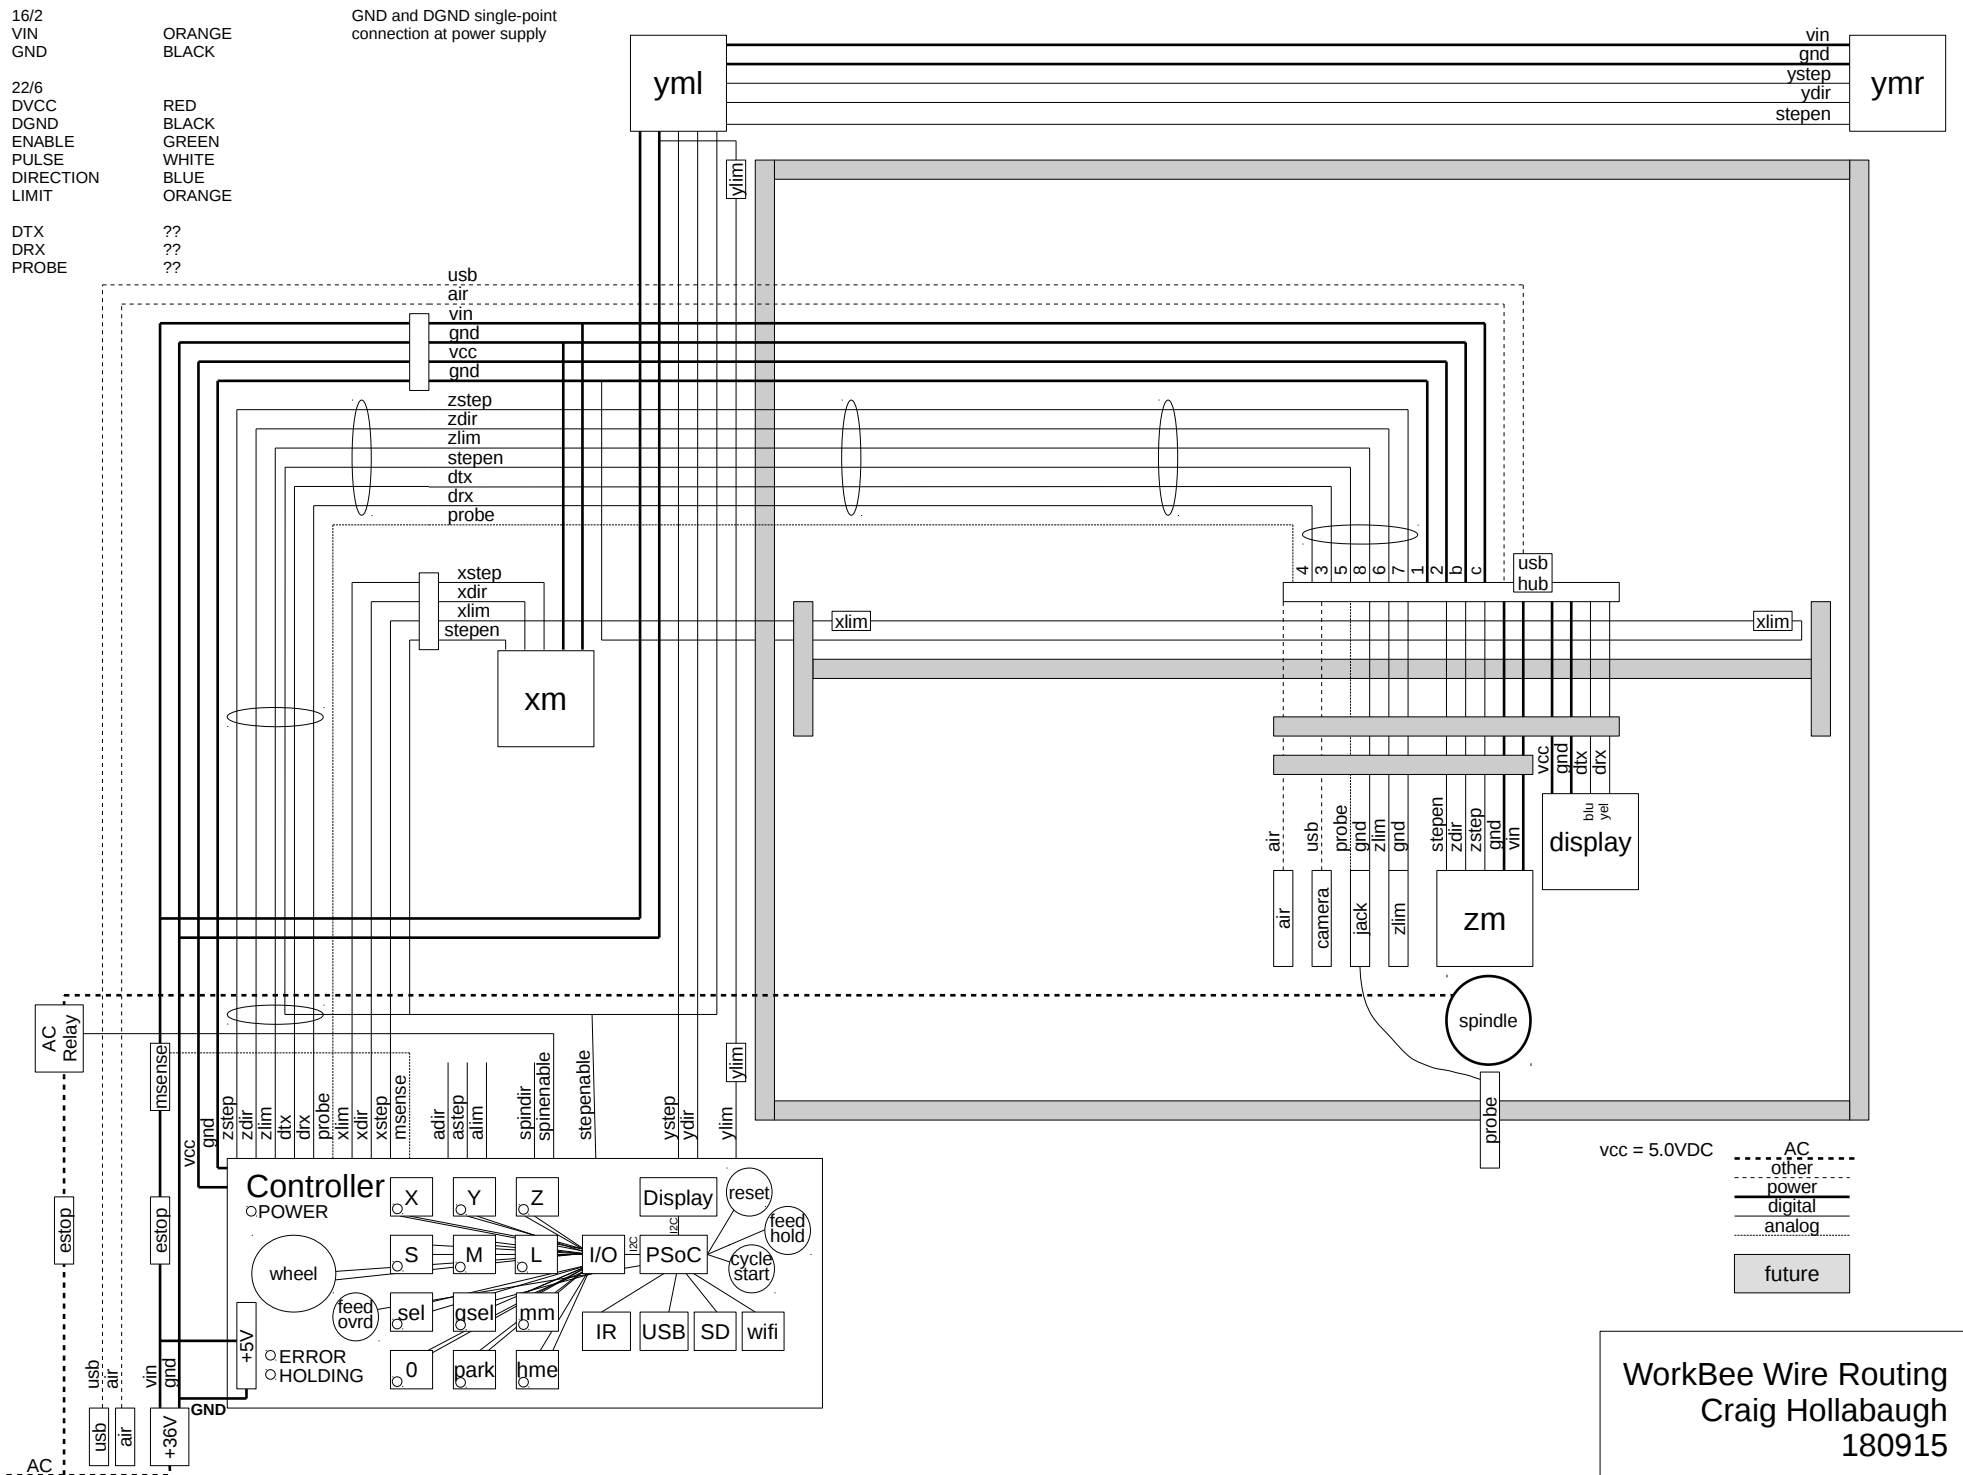 16/2
VIN ORANGE
GND BLACK
22/6
DVCC RED
DGND BLACK
ENABLE GREEN
PULSE WHITE
DIRECTION BLUE
LIMIT ORANGE
DTX ??
DRX ??
PROBE ??
GND and DGND single-point
connection at power supply
yml
vin
gnd
ystep
ydir
stepen
ymr
ylim
usb
air
vin
gnd
vcc
gnd
zstep
zdir
zlim
stepen
dtx
drx
probe
xstep
xdir
xlim
stepen
xm
xlim
xlim
4
3
5
8
6
7
1
2
b
c
usb
hub
vcc
gnd
dtx
drx
blu
yel
display
air
usb
probe
gnd
zlim
gnd
stepen
zdir
zstep
gnd
vin
air
camera
jack
zlim
zm
spindle
probe
AC
Relay
msense
estop
estop
vcc
gnd
zstep
zdir
zlim
dtx
drx
probe
xlim
xdir
xstep
msense
adir
astep
alim
spindir
spinenable
stepenable
ystep
ydir
ylim
ylim
Controller
POWER
X
Y
Z
Display
reset
feed
hold
cycle
start
S
M
L
I/O
I2C
I2C
PSoC
wheel
feed
ovrd
sel
gsel
mm
IR
USB
SD
wifi
0
park
hme
+5V
ERROR
HOLDING
usb
air
vin
gnd
GND
usb
air
+36V
AC
vcc = 5.0VDC
AC
other
power
digital
analog
future
WorkBee Wire Routing
Craig Hollabaugh
180915